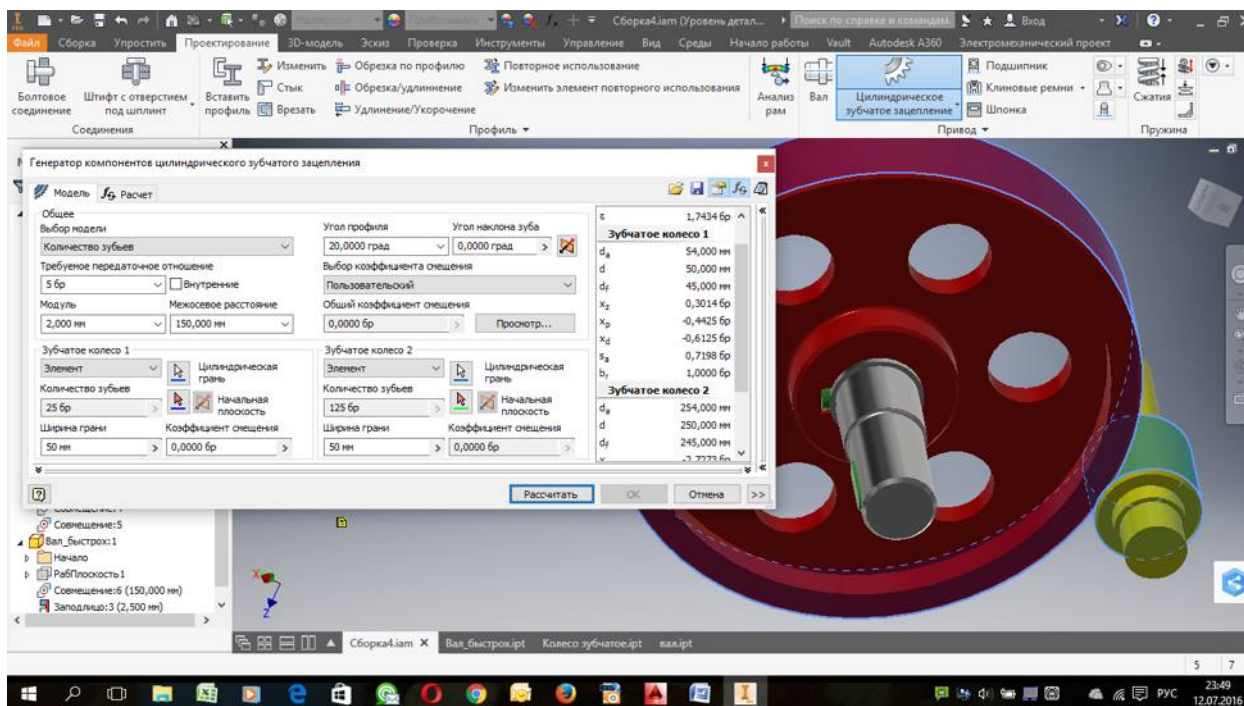 Сборка4.iam (Уровень детал...
Поиск по справке и командам.
Вход
Файл Сборка Упростить Проектирование 3D-модель Эскиз Проверка Инструменты Управление Вид Среды Начало работы Vault Autodesk A360 Электромеханический проект
Изменить Обрезка по профилю Повторное использование
Стык Обрезка/удлиннение Изменить элемент повторного использования
Врезать Удлинение/Укорочение
Болтовое соединение
Штифт с отверстием под шплинт
Вставить профиль
Анализ рам
Вал
Цилиндрическое зубчатое зацепление
Подшипник
Клиновые ремни
Шпонка
Сжатия
Соединения Профиль Привод Пружина
Генератор компонентов цилиндрического зубчатого зацепления
Модель Расчет
Общее
Выбор модели
Количество зубьев
Угол профиля Угол наклона зуба
20,0000 град 0,0000 град
Требуемое передаточное отношение
5 бр Внутренние
Выбор коэффициента смещения
Пользовательский
Модуль Межосевое расстояние
2,000 мм 150,000 мм
Общий коэффициент смещения
0,0000 бр Просмотр...
Зубчатое колесо 1
Элемент
Цилиндрическая грань
Количество зубьев
25 бр
Начальная плоскость
Ширина грани Коэффициент смещения
50 мм 0,0000 бр
Зубчатое колесо 2
Элемент
Цилиндрическая грань
Количество зубьев
125 бр
Начальная плоскость
Ширина грани Коэффициент смещения
50 мм 0,0000 бр
ε 1,7434 бр
Зубчатое колесо 1
da 54,000 мм
d 50,000 мм
df 45,000 мм
xz 0,3014 бр
xp -0,4425 бр
xd -0,6125 бр
sa 0,7198 бр
br 1,0000 бр
Зубчатое колесо 2
da 254,000 мм
d 250,000 мм
df 245,000 мм
Рассчитать ОК Отмена >>
Совмещение:5
Вал_быстрох:1
Начало
РабПлоскость1
Совмещение:6 (150,000 мм)
Заподлицо:3 (2,500 мм)
X
Z
Сборка4.iam Вал_быстрох.ipt Колесо зубчатое.ipt вал.ipt
5 7
РУС
23:49
12.07.2016